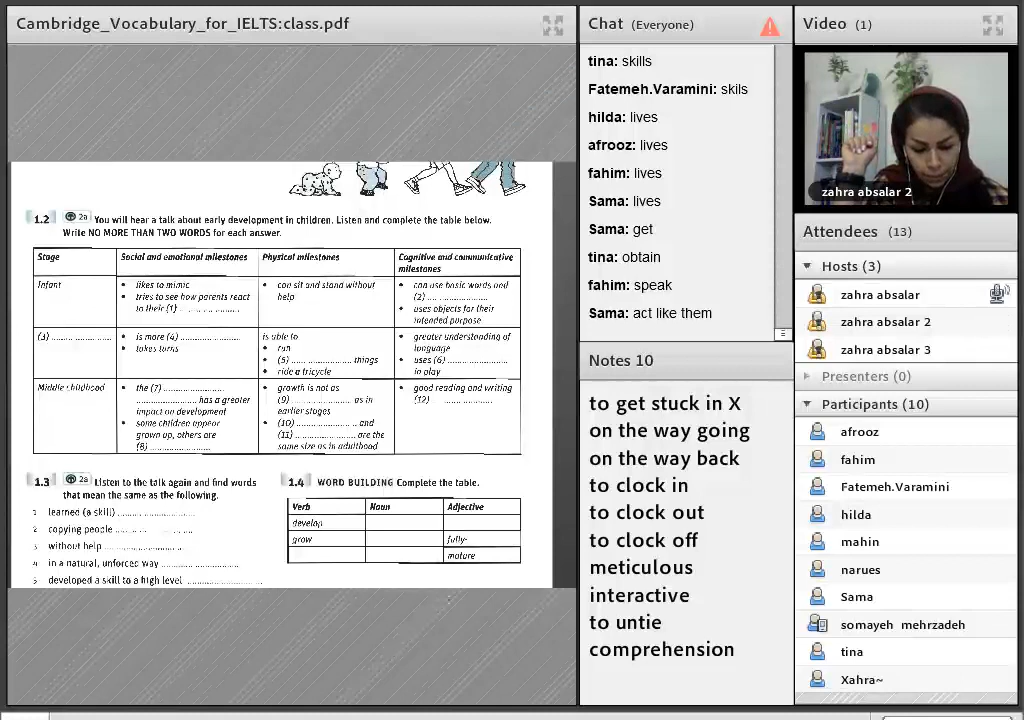 Cambridge_Vocabulary_for_IELTS:class.pdf
1.2 2a You will hear a talk about early development in children. Listen and complete the table below.
Write NO MORE THAN TWO WORDS for each answer.
Stage
Social and emotional milestones
Physical milestones
Cognitive and communicative
milestones
Infant
• likes to mimic
• tries to see how parents react
to their (1) ....................
• can sit and stand without
help
• can use basic words and
(2) ....................
• uses objects for their
intended purpose
(3) ....................
• is more (4) ....................
• takes turns
is able to
• run
• (5) .................... things
• ride a tricycle
• greater understanding of
language
• uses (6) ....................
in play
Middle childhood
• the (7) ....................
.................... has a greater
impact on development
• some children appear
grown up, others are
(8) ....................
• growth is not as
(9) .................... as in
earlier stages
• (10) .................... and
(11) .................... are the
same size as in adulthood
• good reading and writing
(12) ....................
1.3 2a Listen to the talk again and find words
that mean the same as the following.
1 learned (a skill) ....................
2 copying people ....................
3 without help ....................
4 in a natural, unforced way ....................
5 developed a skill to a high level ....................
1.4 WORD BUILDING Complete the table.
Verb Noun Adjective
develop
grow fully-
mature
Chat (Everyone)
tina: skills
Fatemeh.Varamini: skils
hilda: lives
afrooz: lives
fahim: lives
Sama: lives
Sama: get
tina: obtain
fahim: speak
Sama: act like them
Notes 10
to get stuck in X
on the way going
on the way back
to clock in
to clock out
to clock off
meticulous
interactive
to untie
comprehension
Video (1)
zahra absalar 2
Attendees (13)
Hosts (3)
zahra absalar
zahra absalar 2
zahra absalar 3
Presenters (0)
Participants (10)
afrooz
fahim
Fatemeh.Varamini
hilda
mahin
narues
Sama
somayeh mehrzadeh
tina
Xahra~